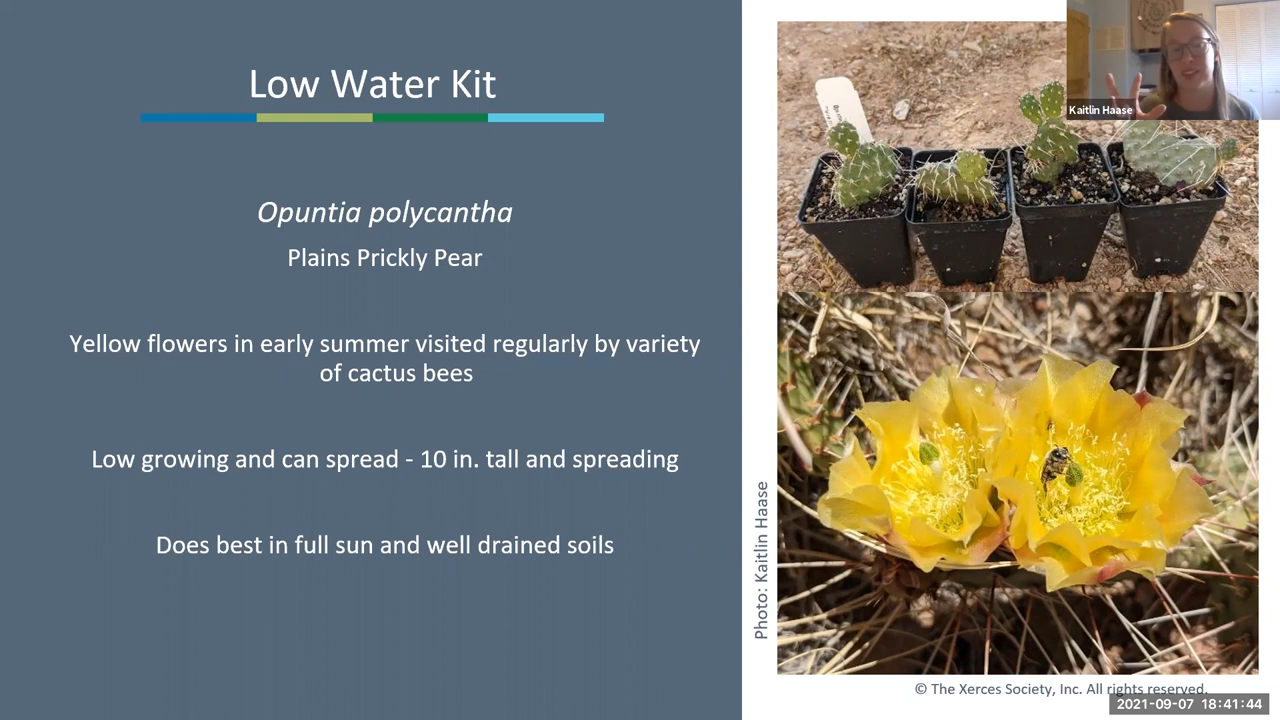 Low Water Kit
Opuntia polycantha
Plains Prickly Pear
Yellow flowers in early summer visited regularly by variety
of cactus bees
Low growing and can spread - 10 in. tall and spreading
Does best in full sun and well drained soils
Kaitlin Haase
Photo: Kaitlin Haase
© The Xerces Society, Inc. All rights reserved.
2021-09-07 18:41:44